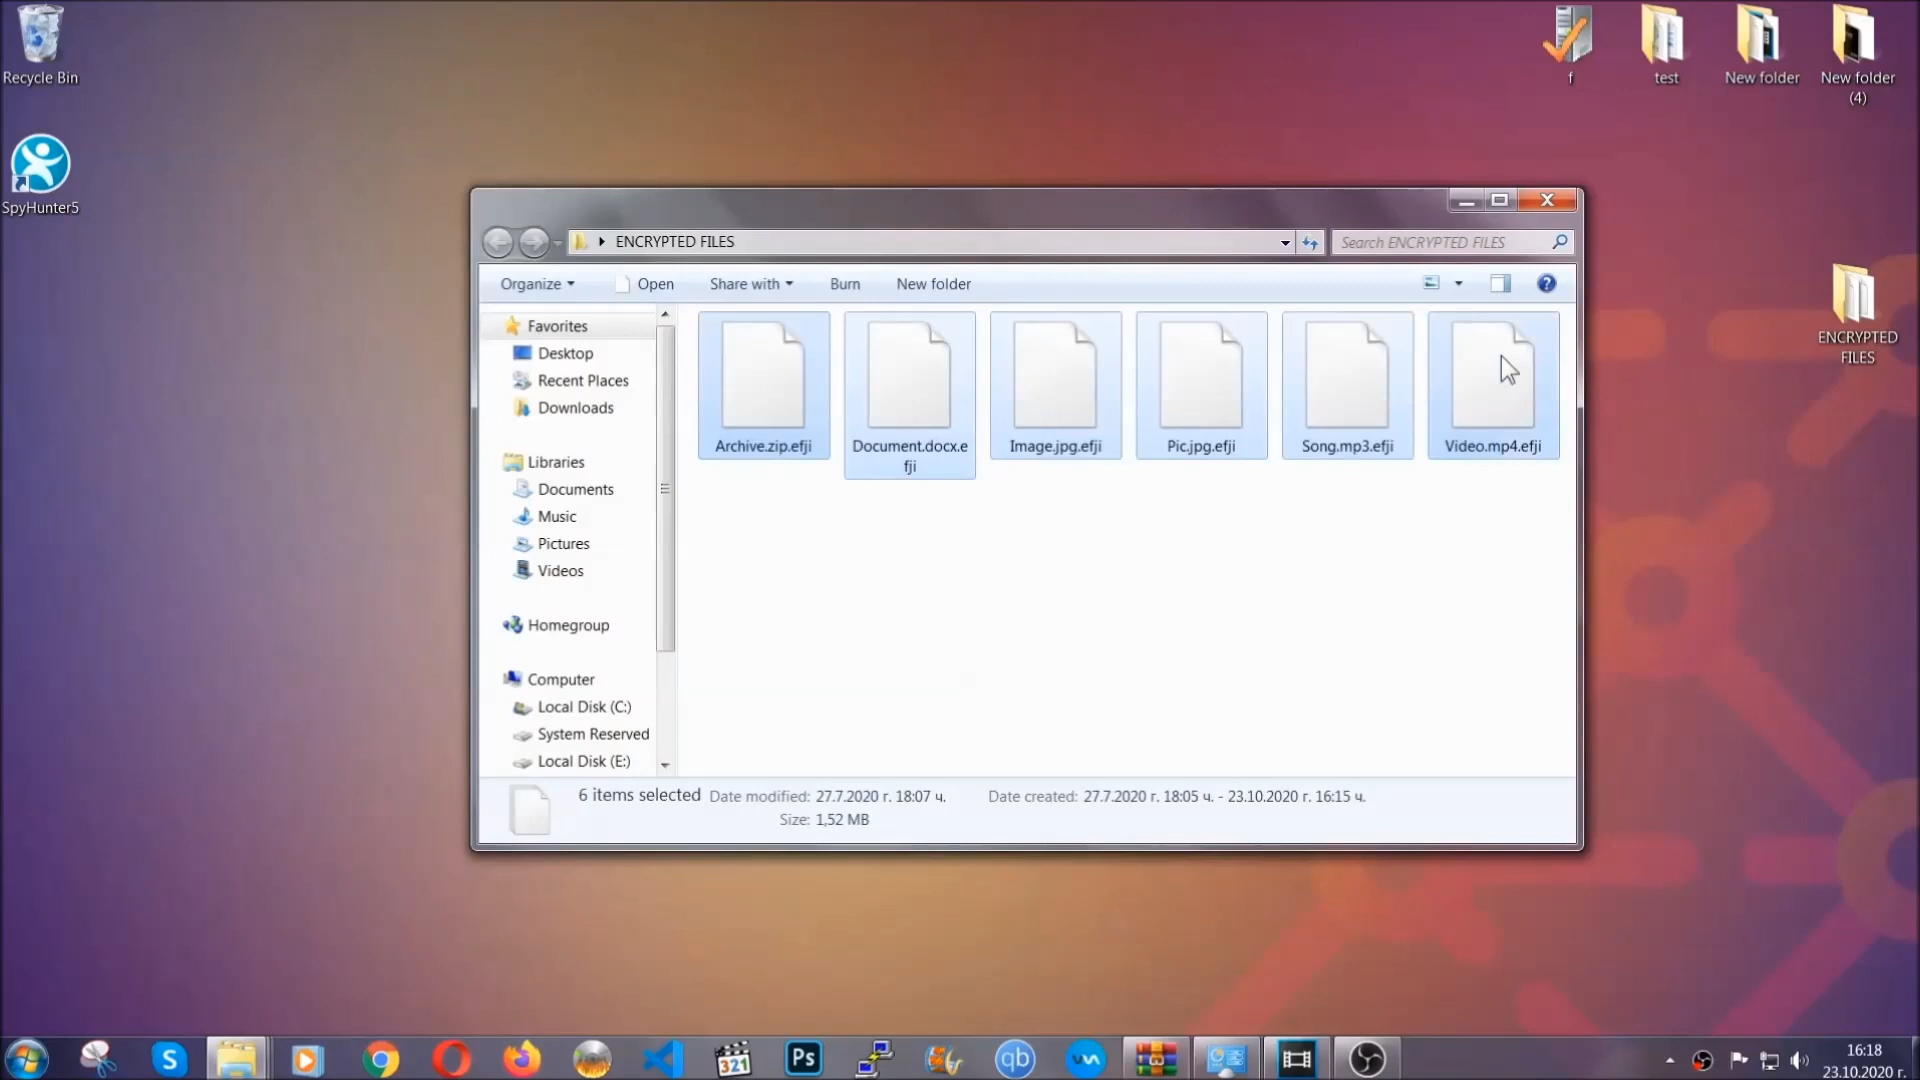 Recycle Bin
SpyHunter5
f
test
New folder
New folder
(4)
ENCRYPTED
FILES
ENCRYPTED FILES
Search ENCRYPTED FILES
Organize
Open
Share with
Burn
New folder
Favorites
Desktop
Recent Places
Downloads
Libraries
Documents
Music
Pictures
Videos
Homegroup
Computer
Local Disk (C:)
System Reserved
Local Disk (E:)
Archive.zip.efji
Document.docx.e
fji
Image.jpg.efji
Pic.jpg.efji
Song.mp3.efji
Video.mp4.efji
6 items selected Date modified: 27.7.2020 г. 18:07 ч. Date created: 27.7.2020 г. 18:05 ч. - 23.10.2020 г. 16:15 ч.
Size: 1,52 MB
S
321
Ps
qb
16:18
23.10.2020 г.